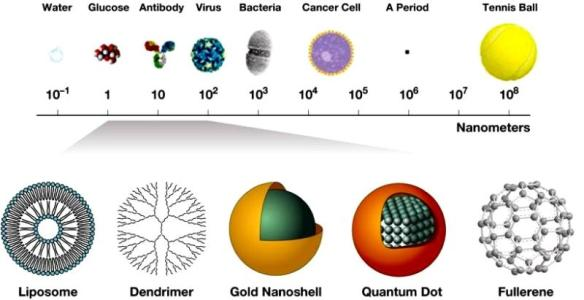 Water Glucose Antibody Virus Bacteria Cancer Cell A Period Tennis Ball
10⁻¹ 1 10 10² 10³ 10⁴ 10⁵ 10⁶ 10⁷ 10⁸
Nanometers
Liposome Dendrimer Gold Nanoshell Quantum Dot Fullerene